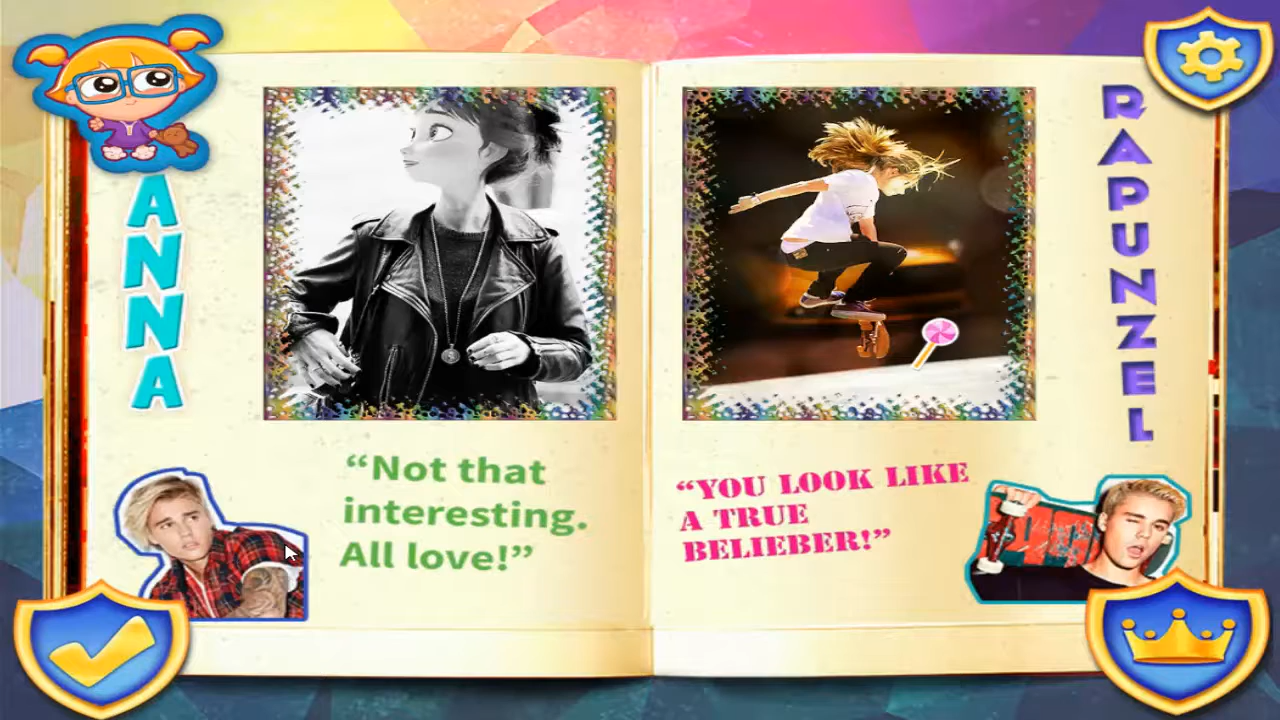 ANNA
“Not that
interesting.
All love!”
RAPUNZEL
“YOU LOOK LIKE
A TRUE
BELIEBER!”